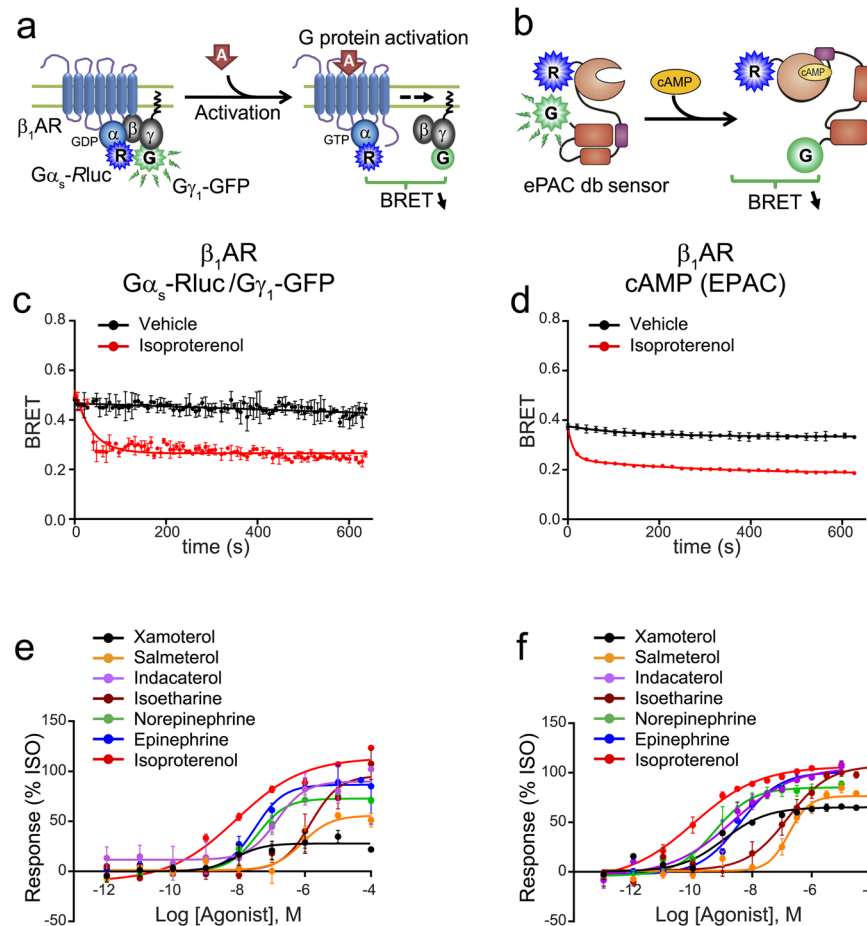 a
A
A
G protein activation
Activation
β₁AR
GDP
α
β
γ
R
G
Gαs-Rluc
Gγ₁-GFP
GTP
α
β
γ
R
G
BRET
b
R
G
cAMP
ePAC db sensor
R
cAMP
G
BRET
β₁AR
Gαs-Rluc/Gγ₁-GFP
c
Vehicle
Isoproterenol
BRET
0.8
0.6
0.4
0.2
0.0
0 200 400 600
time (s)
β₁AR
cAMP (EPAC)
d
Vehicle
Isoproterenol
BRET
0.8
0.6
0.4
0.2
0.0
0 200 400 600
time (s)
e
Xamoterol
Salmeterol
Indacaterol
Isoetharine
Norepinephrine
Epinephrine
Isoproterenol
Response (% ISO)
150
100
50
0
-50
-12 -10 -8 -6 -4
Log [Agonist], M
f
Xamoterol
Salmeterol
Indacaterol
Isoetharine
Norepinephrine
Epinephrine
Isoproterenol
Response (% ISO)
150
100
50
0
-50
-12 -10 -8 -6
Log [Agonist], M